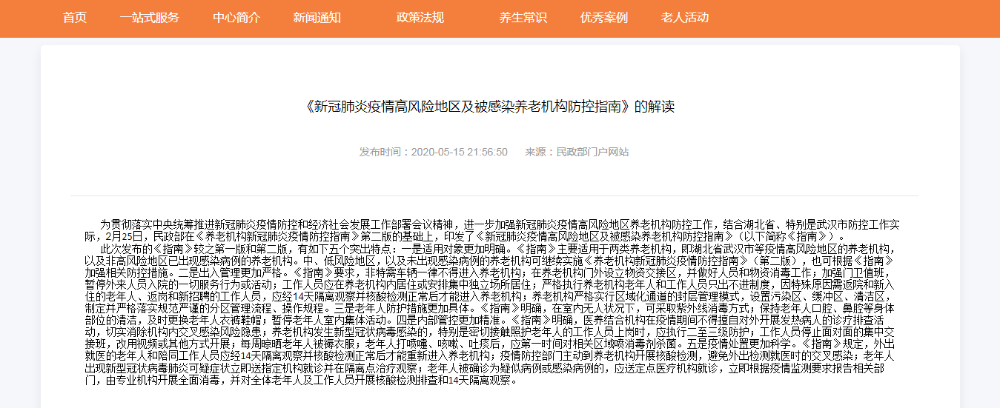 首页 一站式服务 中心简介 新闻通知 政策法规 养生常识 优秀案例 老人活动
《新冠肺炎疫情高风险地区及被感染养老机构防控指南》的解读
发布时间：2020-05-15 21:56:50 来源：民政部门户网站
为贯彻落实中央统筹推进新冠肺炎疫情防控和经济社会发展工作部署会议精神，进一步加强新冠肺炎疫情高风险地区养老机构防控工作，结合湖北省、特别是武汉市防控工作实
际，2月25日，民政部在《养老机构新冠肺炎疫情防控指南》第二版的基础上，印发了《新冠肺炎疫情高风险地区及被感染养老机构防控指南》（以下简称《指南》）。
此次发布的《指南》较之第一版和第二版，有如下五个突出特点：一是适用对象更加明确。《指南》主要适用于两类养老机构，即湖北省武汉市等疫情高风险地区的养老机构，
以及非高风险地区已出现感染病例的养老机构。中、低风险地区，以及未出现感染病例的养老机构可继续实施《养老机构新冠肺炎疫情防控指南》（第二版），也可根据《指南》
加强相关防控措施。二是出入管理更加严格。《指南》要求，非特需车辆一律不得进入养老机构；在养老机构门外设立物资交接区，并做好人员和物资消毒工作；加强门卫值班，
暂停外来人员入院的一切服务行为或活动；工作人员应在养老机构内居住或安排集中独立场所居住；严格执行养老机构老年人和工作人员只出不进制度，因特殊原因需返院和新入
住的老年人、返岗和新招聘的工作人员，应经14天隔离观察并核酸检测正常后才能进入养老机构；养老机构严格实行区域化通道的封层管理模式，设置污染区、缓冲区、清洁区，
制定并严格落实规范严谨的分区管理流程、操作规程。三是老年人防护措施更加具体。《指南》明确，在室内无人状况下，可采取紫外线消毒方式；保持老年人口腔、鼻腔等身体
部位的清洁，及时更换老年人衣裤鞋帽；暂停老年人室内集体活动。四是内部管控更加精准。《指南》明确，医养结合机构在疫情期间不得擅自对外开展发热病人的诊疗排查活
动，切实消除机构内交叉感染风险隐患；养老机构发生新型冠状病毒感染的，特别是密切接触照护老年人的工作人员上岗时，应执行二至三级防护；工作人员停止面对面的集中交
接班，改用视频或其他方式开展；每周晾晒老年人被褥衣服；老年人打喷嚏、咳嗽、吐痰后，应第一时间对相关区域喷消毒剂杀菌。五是疫情处置更加科学。《指南》规定，外出
就医的老年人和陪同工作人员应经14天隔离观察并核酸检测正常后才能重新进入养老机构；疫情防控部门主动到养老机构开展核酸检测，避免外出检测就医时的交叉感染；老年人
出现新型冠状病毒肺炎可疑症状立即送指定机构就诊并在隔离点治疗观察；老年人被确诊为疑似病例或感染病例的，应送定点医疗机构就诊，立即根据疫情监测要求报告相关部
门，由专业机构开展全面消毒，并对全体老年人及工作人员开展核酸检测排查和14天隔离观察。